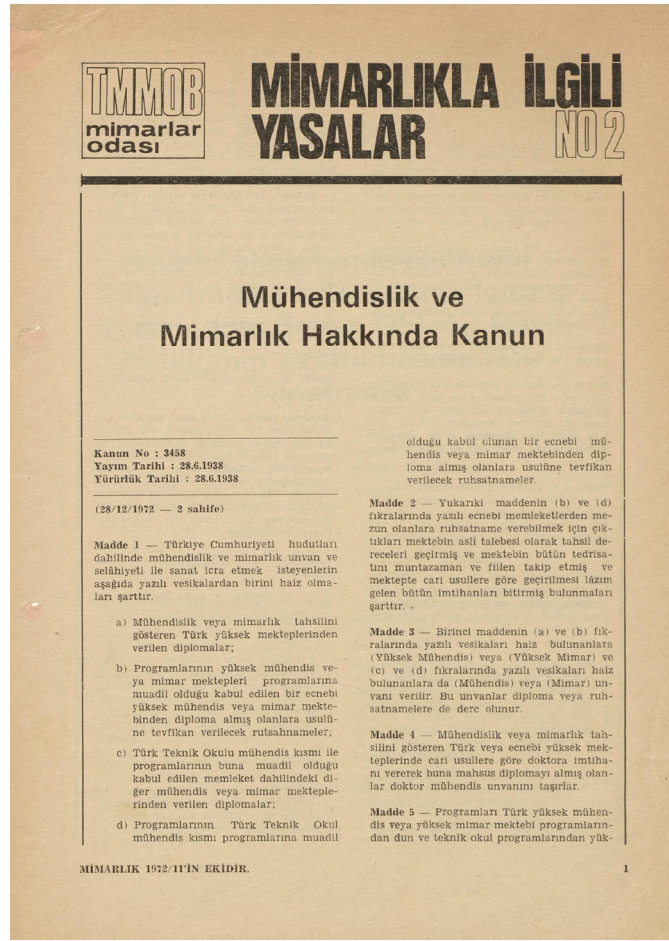 TMMOB
mimarlar
odası
MİMARLIKLA İLGİLİ
YASALAR
NO 2
Mühendislik ve
Mimarlık Hakkında Kanun
Kanun No : 3458
Yayım Tarihi : 28.6.1938
Yürürlük Tarihi : 28.6.1938
(28/12/1972 — 2 sahife)
Madde 1 — Türkiye Cumhuriyeti hudutları
dahilinde mühendislik ve mimarlık unvan ve
selâhiyeti ile sanat icra etmek isteyenlerin
aşağıda yazılı vesikalardan birini haiz olma-
ları şarttır.
a) Mühendislik veya mimarlık tahsilini
gösteren Türk yüksek mekteplerinden
verilen diplomalar;
b) Programlarının yüksek mühendis ve-
ya mimar mektepleri programlarına
muadil olduğu kabul edilen bir ecnebi
yüksek mühendis veya mimar mekte-
binden diploma almış olanlara usulü-
ne tevfikan verilecek rutsahnameler;
c) Türk Teknik Okulu mühendis kısmı ile
programlarının buna muadil olduğu
kabul edilen memleket dahilindeki di-
ğer mühendis veya mimar mekteple-
rinden verilen diplomalar;
d) Programlarının Türk Teknik Okul
mühendis kısmı programlarına muadil
olduğu kabul olunan bir ecnebi mü-
hendis veya mimar mektebinden dip-
loma almış olanlara usulüne tevfikan
verilecek ruhsatnameler.
Madde 2 — Yukarıki maddenin (b) ve (d)
fıkralarında yazılı ecnebi memleketlerden me-
zun olanlara ruhsatname verebilmek için çık-
tıkları mektebin asli talebesi olarak tahsil de-
receleri geçirmiş ve mektebin bütün tedrisa-
tını muntazaman ve fiilen takip etmiş ve
mektepte cari usullere göre geçirilmesi lâzım
gelen bütün imtihanları bitirmiş bulunmaları
şarttır.
Madde 3 — Birinci maddenin (a) ve (b) fık-
ralarında yazılı vesikaları haiz bulunanlara
(Yüksek Mühendis) veya (Yüksek Mimar) ve
(c) ve (d) fıkralarında yazılı vesikaları haiz
bulunanlara da (Mühendis) veya (Mimar) un-
vanı verilir. Bu unvanlar diploma veya ruh-
satnamelere de derc olunur.
Madde 4 — Mühendislik veya mimarlık tah-
silini gösteren Türk veya ecnebi yüksek mek-
teplerinde cari usullere göre doktora imtiha-
nı vererek buna mahsus diplomayı almış olan-
lar doktor mühendis unvanını taşırlar.
Madde 5 — Programları Türk yüksek mühen-
dis veya yüksek mimar mektebi programların-
dan dun ve teknik okul programlarından yük-
MİMARLIK 1972/11'İN EKİDİR.
1